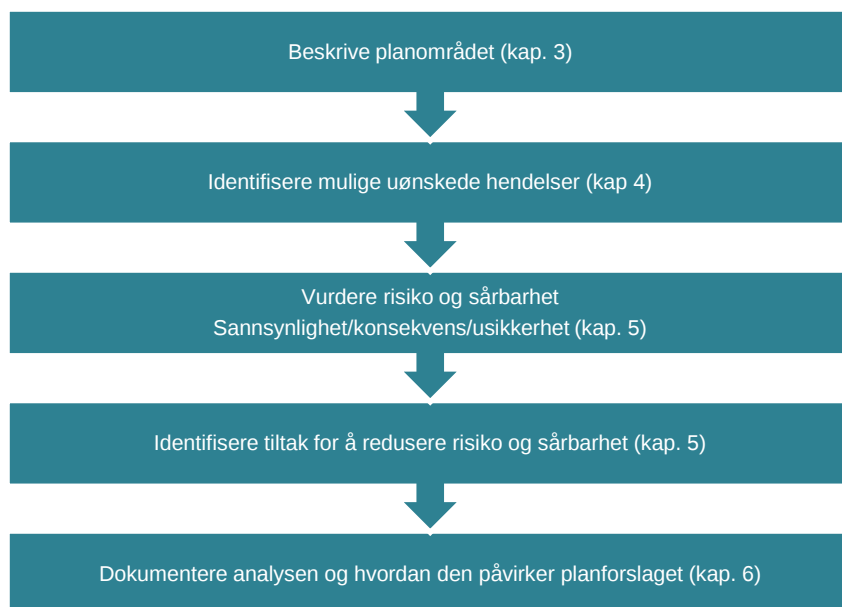 Beskrive planområdet (kap. 3)
Identifisere mulige uønskede hendelser (kap 4)
Vurdere risiko og sårbarhet
Sannsynlighet/konsekvens/usikkerhet (kap. 5)
Identifisere tiltak for å redusere risiko og sårbarhet (kap. 5)
Dokumentere analysen og hvordan den påvirker planforslaget (kap. 6)